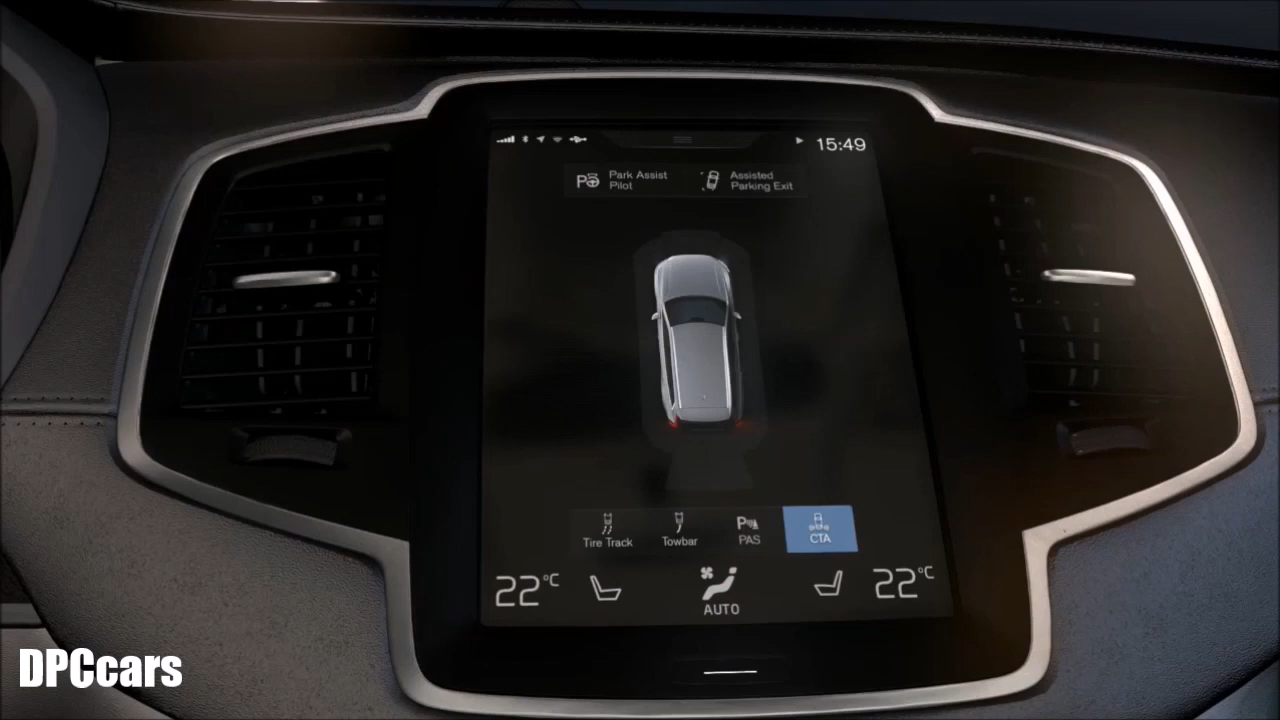 15:49
Park Assist
Pilot
Assisted
Parking Exit
Tire Track
Towbar
PAS
CTA
22°C
AUTO
22°C
DPCcars